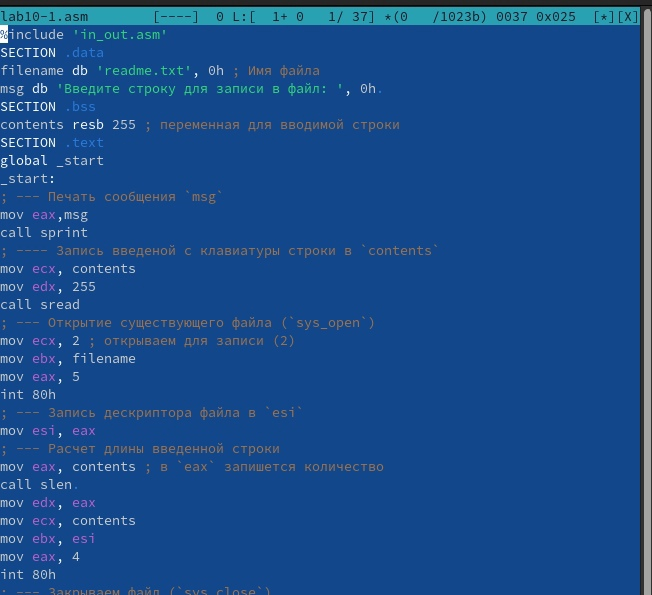 lab10-1.asm [----] 0 L:[ 1+ 0 1/ 37] *(0 /1023b) 0037 0x025 [*][X]
%include 'in_out.asm'
SECTION .data
filename db 'readme.txt', 0h ; Имя файла
msg db 'Введите строку для записи в файл: ', 0h.
SECTION .bss
contents resb 255 ; переменная для вводимой строки
SECTION .text
global _start
_start:
; --- Печать сообщения `msg`
mov eax,msg
call sprint
; ---- Запись введеной с клавиатуры строки в `contents`
mov ecx, contents
mov edx, 255
call sread
; --- Открытие существующего файла (`sys_open`)
mov ecx, 2 ; открываем для записи (2)
mov ebx, filename
mov eax, 5
int 80h
; --- Запись дескриптора файла в `esi`
mov esi, eax
; --- Расчет длины введенной строки
mov eax, contents ; в `eax` запишется количество
call slen.
mov edx, eax
mov ecx, contents
mov ebx, esi
mov eax, 4
int 80h
; --- Закрываем файл (`sys_close`)